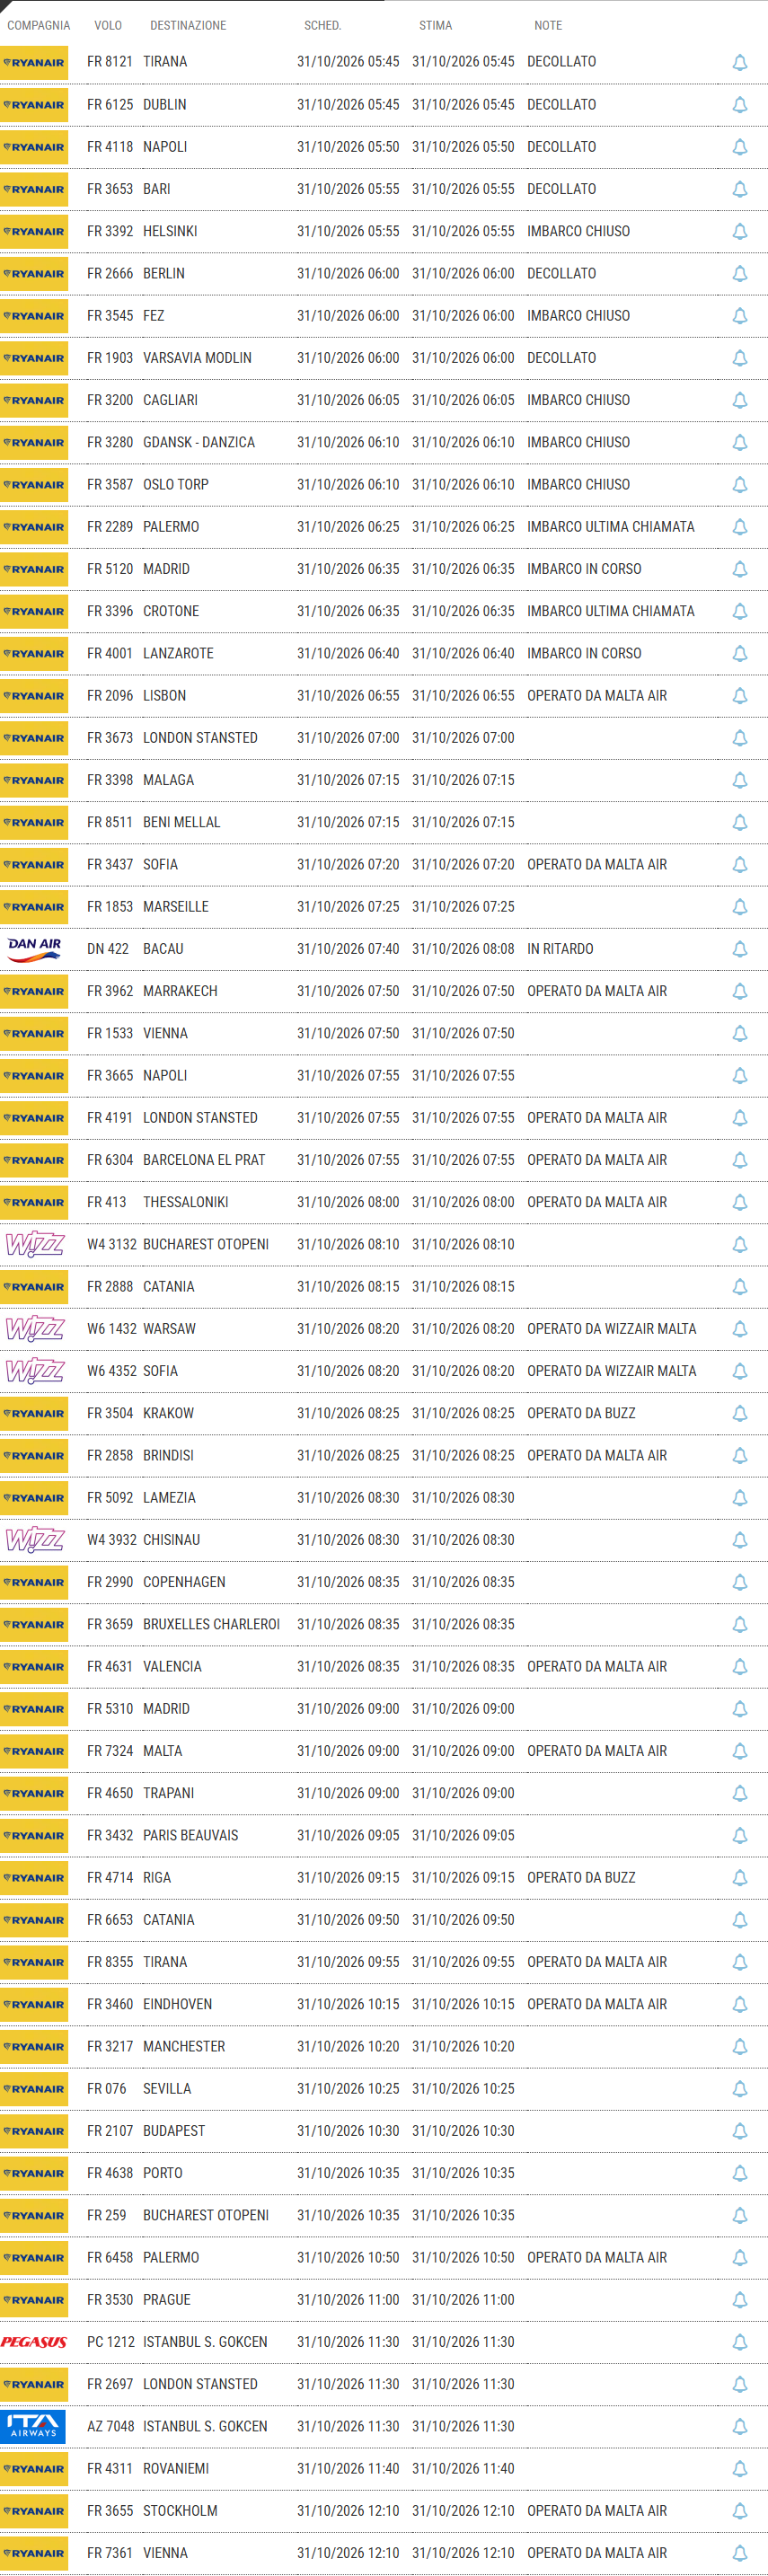 COMPAGNIA VOLO DESTINAZIONE SCHED. STIMA NOTE
RYANAIR FR 8121 TIRANA 31/10/2026 05:45 31/10/2026 05:45 DECOLLATO
RYANAIR FR 6125 DUBLIN 31/10/2026 05:45 31/10/2026 05:45 DECOLLATO
RYANAIR FR 4118 NAPOLI 31/10/2026 05:50 31/10/2026 05:50 DECOLLATO
RYANAIR FR 3653 BARI 31/10/2026 05:55 31/10/2026 05:55 DECOLLATO
RYANAIR FR 3392 HELSINKI 31/10/2026 05:55 31/10/2026 05:55 IMBARCO CHIUSO
RYANAIR FR 2666 BERLIN 31/10/2026 06:00 31/10/2026 06:00 DECOLLATO
RYANAIR FR 3545 FEZ 31/10/2026 06:00 31/10/2026 06:00 IMBARCO CHIUSO
RYANAIR FR 1903 VARSAVIA MODLIN 31/10/2026 06:00 31/10/2026 06:00 DECOLLATO
RYANAIR FR 3200 CAGLIARI 31/10/2026 06:05 31/10/2026 06:05 IMBARCO CHIUSO
RYANAIR FR 3280 GDANSK - DANZICA 31/10/2026 06:10 31/10/2026 06:10 IMBARCO CHIUSO
RYANAIR FR 3587 OSLO TORP 31/10/2026 06:10 31/10/2026 06:10 IMBARCO CHIUSO
RYANAIR FR 2289 PALERMO 31/10/2026 06:25 31/10/2026 06:25 IMBARCO ULTIMA CHIAMATA
RYANAIR FR 5120 MADRID 31/10/2026 06:35 31/10/2026 06:35 IMBARCO IN CORSO
RYANAIR FR 3396 CROTONE 31/10/2026 06:35 31/10/2026 06:35 IMBARCO ULTIMA CHIAMATA
RYANAIR FR 4001 LANZAROTE 31/10/2026 06:40 31/10/2026 06:40 IMBARCO IN CORSO
RYANAIR FR 2096 LISBON 31/10/2026 06:55 31/10/2026 06:55 OPERATO DA MALTA AIR
RYANAIR FR 3673 LONDON STANSTED 31/10/2026 07:00 31/10/2026 07:00
RYANAIR FR 3398 MALAGA 31/10/2026 07:15 31/10/2026 07:15
RYANAIR FR 8511 BENI MELLAL 31/10/2026 07:15 31/10/2026 07:15
RYANAIR FR 3437 SOFIA 31/10/2026 07:20 31/10/2026 07:20 OPERATO DA MALTA AIR
RYANAIR FR 1853 MARSEILLE 31/10/2026 07:25 31/10/2026 07:25
DAN AIR DN 422 BACAU 31/10/2026 07:40 31/10/2026 08:08 IN RITARDO
RYANAIR FR 3962 MARRAKECH 31/10/2026 07:50 31/10/2026 07:50 OPERATO DA MALTA AIR
RYANAIR FR 1533 VIENNA 31/10/2026 07:50 31/10/2026 07:50
RYANAIR FR 3665 NAPOLI 31/10/2026 07:55 31/10/2026 07:55
RYANAIR FR 4191 LONDON STANSTED 31/10/2026 07:55 31/10/2026 07:55 OPERATO DA MALTA AIR
RYANAIR FR 6304 BARCELONA EL PRAT 31/10/2026 07:55 31/10/2026 07:55 OPERATO DA MALTA AIR
RYANAIR FR 413 THESSALONIKI 31/10/2026 08:00 31/10/2026 08:00 OPERATO DA MALTA AIR
WIZZ W4 3132 BUCHAREST OTOPENI 31/10/2026 08:10 31/10/2026 08:10
RYANAIR FR 2888 CATANIA 31/10/2026 08:15 31/10/2026 08:15
WIZZ W6 1432 WARSAW 31/10/2026 08:20 31/10/2026 08:20 OPERATO DA WIZZAIR MALTA
WIZZ W6 4352 SOFIA 31/10/2026 08:20 31/10/2026 08:20 OPERATO DA WIZZAIR MALTA
RYANAIR FR 3504 KRAKOW 31/10/2026 08:25 31/10/2026 08:25 OPERATO DA BUZZ
RYANAIR FR 2858 BRINDISI 31/10/2026 08:25 31/10/2026 08:25 OPERATO DA MALTA AIR
RYANAIR FR 5092 LAMEZIA 31/10/2026 08:30 31/10/2026 08:30
WIZZ W4 3932 CHISINAU 31/10/2026 08:30 31/10/2026 08:30
RYANAIR FR 2990 COPENHAGEN 31/10/2026 08:35 31/10/2026 08:35
RYANAIR FR 3659 BRUXELLES CHARLEROI 31/10/2026 08:35 31/10/2026 08:35
RYANAIR FR 4631 VALENCIA 31/10/2026 08:35 31/10/2026 08:35 OPERATO DA MALTA AIR
RYANAIR FR 5310 MADRID 31/10/2026 09:00 31/10/2026 09:00
RYANAIR FR 7324 MALTA 31/10/2026 09:00 31/10/2026 09:00 OPERATO DA MALTA AIR
RYANAIR FR 4650 TRAPANI 31/10/2026 09:00 31/10/2026 09:00
RYANAIR FR 3432 PARIS BEAUVAIS 31/10/2026 09:05 31/10/2026 09:05
RYANAIR FR 4714 RIGA 31/10/2026 09:15 31/10/2026 09:15 OPERATO DA BUZZ
RYANAIR FR 6653 CATANIA 31/10/2026 09:50 31/10/2026 09:50
RYANAIR FR 8355 TIRANA 31/10/2026 09:55 31/10/2026 09:55 OPERATO DA MALTA AIR
RYANAIR FR 3460 EINDHOVEN 31/10/2026 10:15 31/10/2026 10:15 OPERATO DA MALTA AIR
RYANAIR FR 3217 MANCHESTER 31/10/2026 10:20 31/10/2026 10:20
RYANAIR FR 076 SEVILLA 31/10/2026 10:25 31/10/2026 10:25
RYANAIR FR 2107 BUDAPEST 31/10/2026 10:30 31/10/2026 10:30
RYANAIR FR 4638 PORTO 31/10/2026 10:35 31/10/2026 10:35
RYANAIR FR 259 BUCHAREST OTOPENI 31/10/2026 10:35 31/10/2026 10:35
RYANAIR FR 6458 PALERMO 31/10/2026 10:50 31/10/2026 10:50 OPERATO DA MALTA AIR
RYANAIR FR 3530 PRAGUE 31/10/2026 11:00 31/10/2026 11:00
PEGASUS PC 1212 ISTANBUL S. GOKCEN 31/10/2026 11:30 31/10/2026 11:30
RYANAIR FR 2697 LONDON STANSTED 31/10/2026 11:30 31/10/2026 11:30
ITA AIRWAYS AZ 7048 ISTANBUL S. GOKCEN 31/10/2026 11:30 31/10/2026 11:30
RYANAIR FR 4311 ROVANIEMI 31/10/2026 11:40 31/10/2026 11:40
RYANAIR FR 3655 STOCKHOLM 31/10/2026 12:10 31/10/2026 12:10 OPERATO DA MALTA AIR
RYANAIR FR 7361 VIENNA 31/10/2026 12:10 31/10/2026 12:10 OPERATO DA MALTA AIR